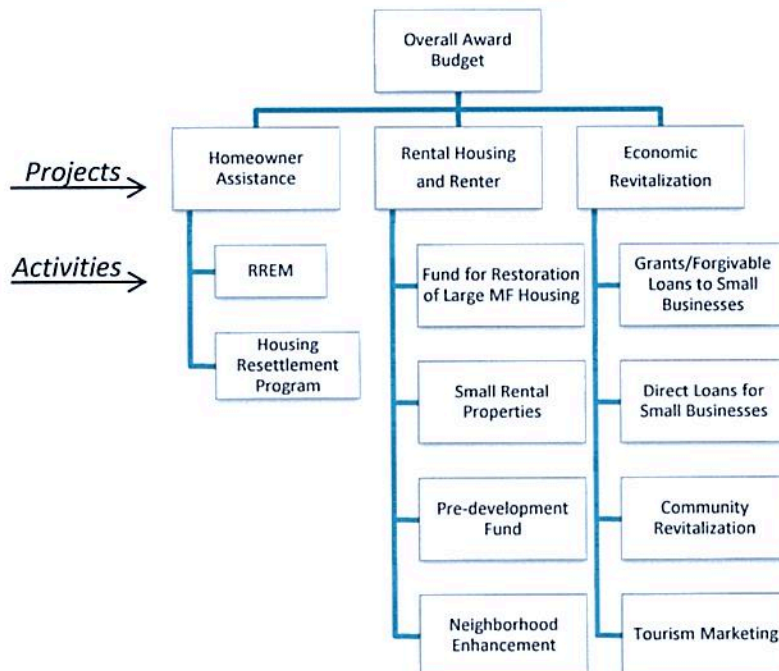 Overall Award
Budget
Projects
Homeowner
Assistance
Rental Housing
and Renter
Economic
Revitalization
Activities
RREM
Housing
Resettlement
Program
Fund for Restoration
of Large MF Housing
Small Rental
Properties
Pre-development
Fund
Neighborhood
Enhancement
Grants/Forgivable
Loans to Small
Businesses
Direct Loans for
Small Businesses
Community
Revitalization
Tourism Marketing